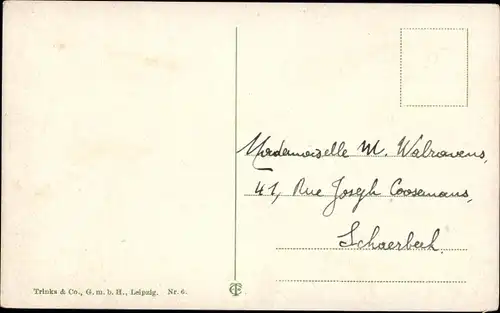 Mademoiselle M. Walravens,
41, Rue Joseph Coosemans,
Schaerbeek.
Trinks & Co., G. m. b. H., Leipzig. Nr. 6.